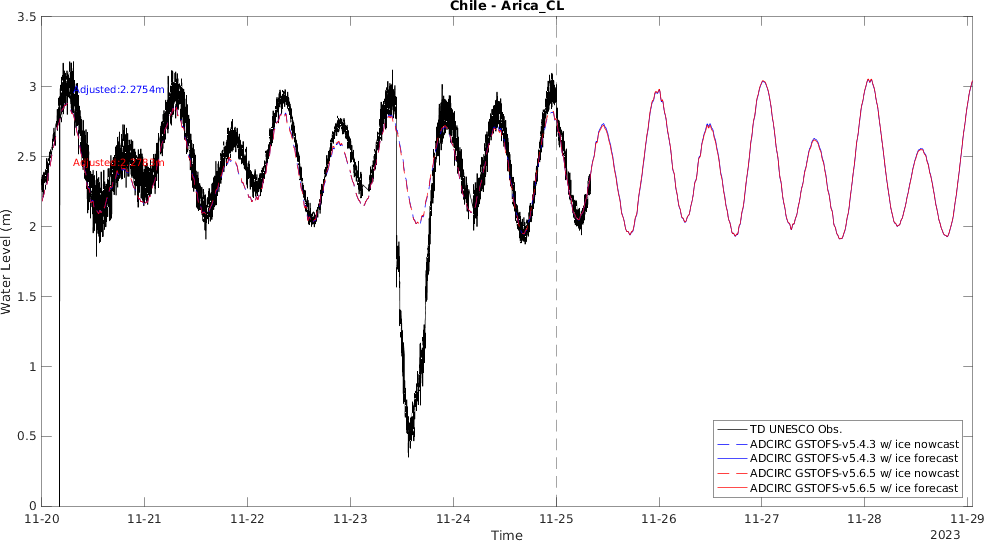 Chile - Arica_CL
3.5
3
2.5
2
1.5
1
0.5
0
Water Level (m)
Adjusted:2.2754m
11-20
11-21
11-22
11-23
11-24
11-25
11-26
11-27
11-28
11-29
Time
2023
TD UNESCO Obs.
ADCIRC GSTOFS-v5.4.3 w/ ice nowcast
ADCIRC GSTOFS-v5.4.3 w/ ice forecast
ADCIRC GSTOFS-v5.6.5 w/ ice nowcast
ADCIRC GSTOFS-v5.6.5 w/ ice forecast